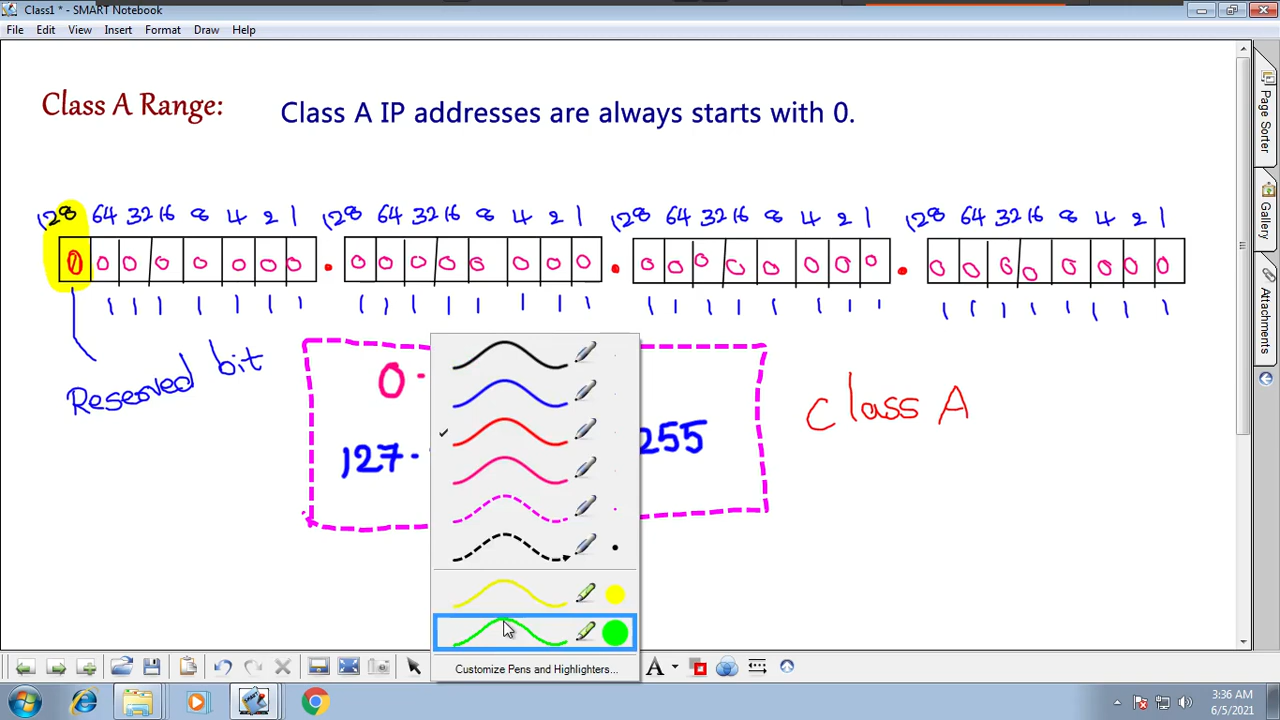 Class1 * - SMART Notebook
File Edit View Insert Format Draw Help
Class A Range: Class A IP addresses are always starts with 0.
128 64 32 16 8 4 2 1 128 64 32 16 8 4 2 1 128 64 32 16 8 4 2 1 128 64 32 16 8 4 2 1
0 0 0 0 0 0 0 0 . 0 0 0 0 0 0 0 0 . 0 0 0 0 0 0 0 0 . 0 0 0 0 0 0 0 0
1 1 1 1 1 1 1 1 1 1 1 1 1 1 1 1 1 1 1 1 1 1 1 1 1 1 1 1 1 1 1
Reserved bit
0.
127. 255
Class A
Customize Pens and Highlighters...
A
Page Sorter
Gallery
Attachments
3:36 AM
6/5/2021